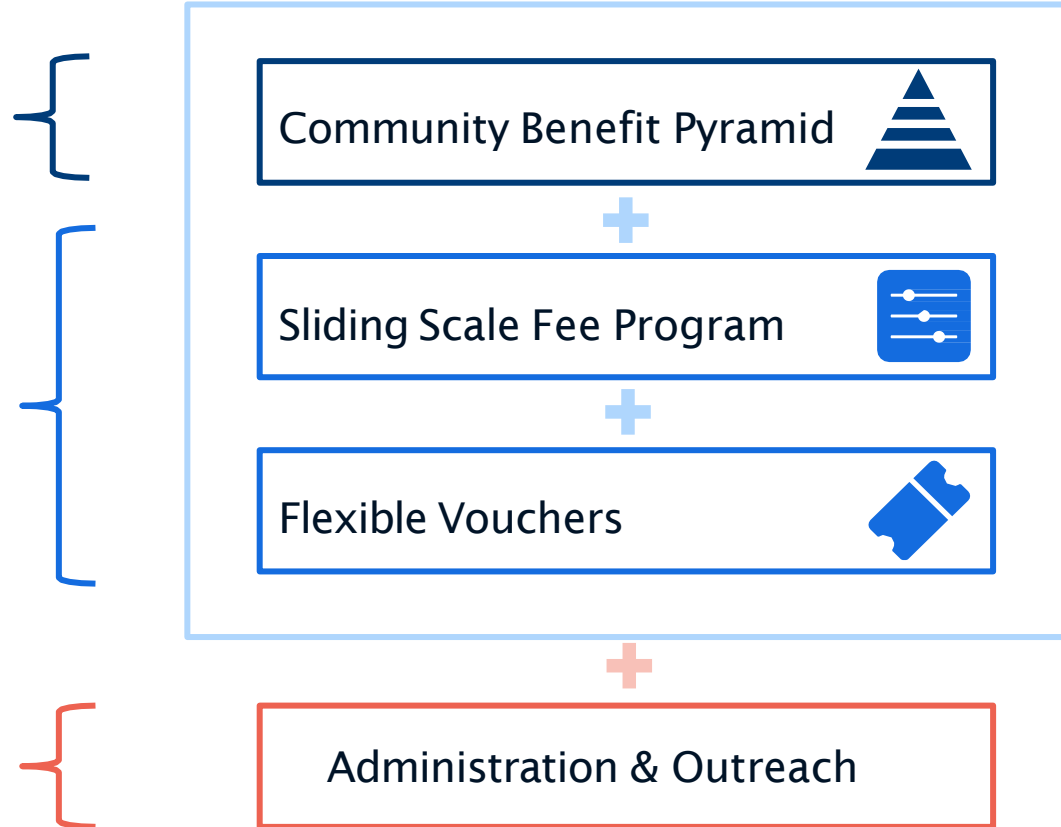 Community Benefit Pyramid
Sliding Scale Fee Program
Flexible Vouchers
Administration & Outreach